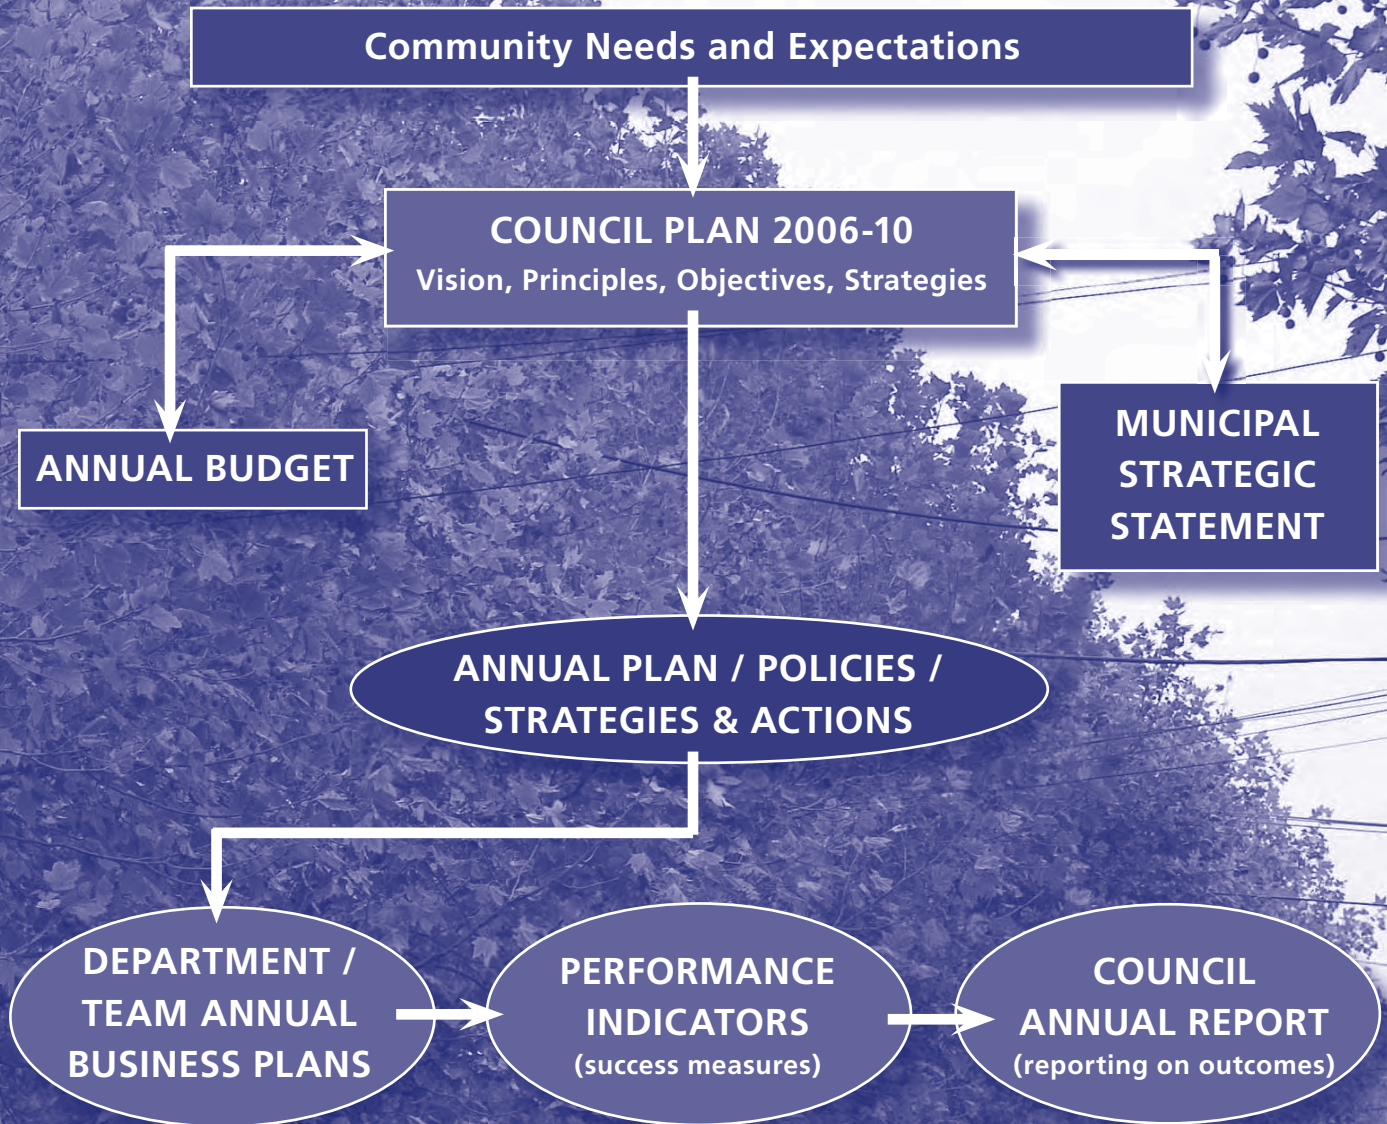 Community Needs and Expectations
COUNCIL PLAN 2006-10
Vision, Principles, Objectives, Strategies
ANNUAL BUDGET
MUNICIPAL
STRATEGIC
STATEMENT
ANNUAL PLAN / POLICIES /
STRATEGIES & ACTIONS
DEPARTMENT /
TEAM ANNUAL
BUSINESS PLANS
PERFORMANCE
INDICATORS
(success measures)
COUNCIL
ANNUAL REPORT
(reporting on outcomes)